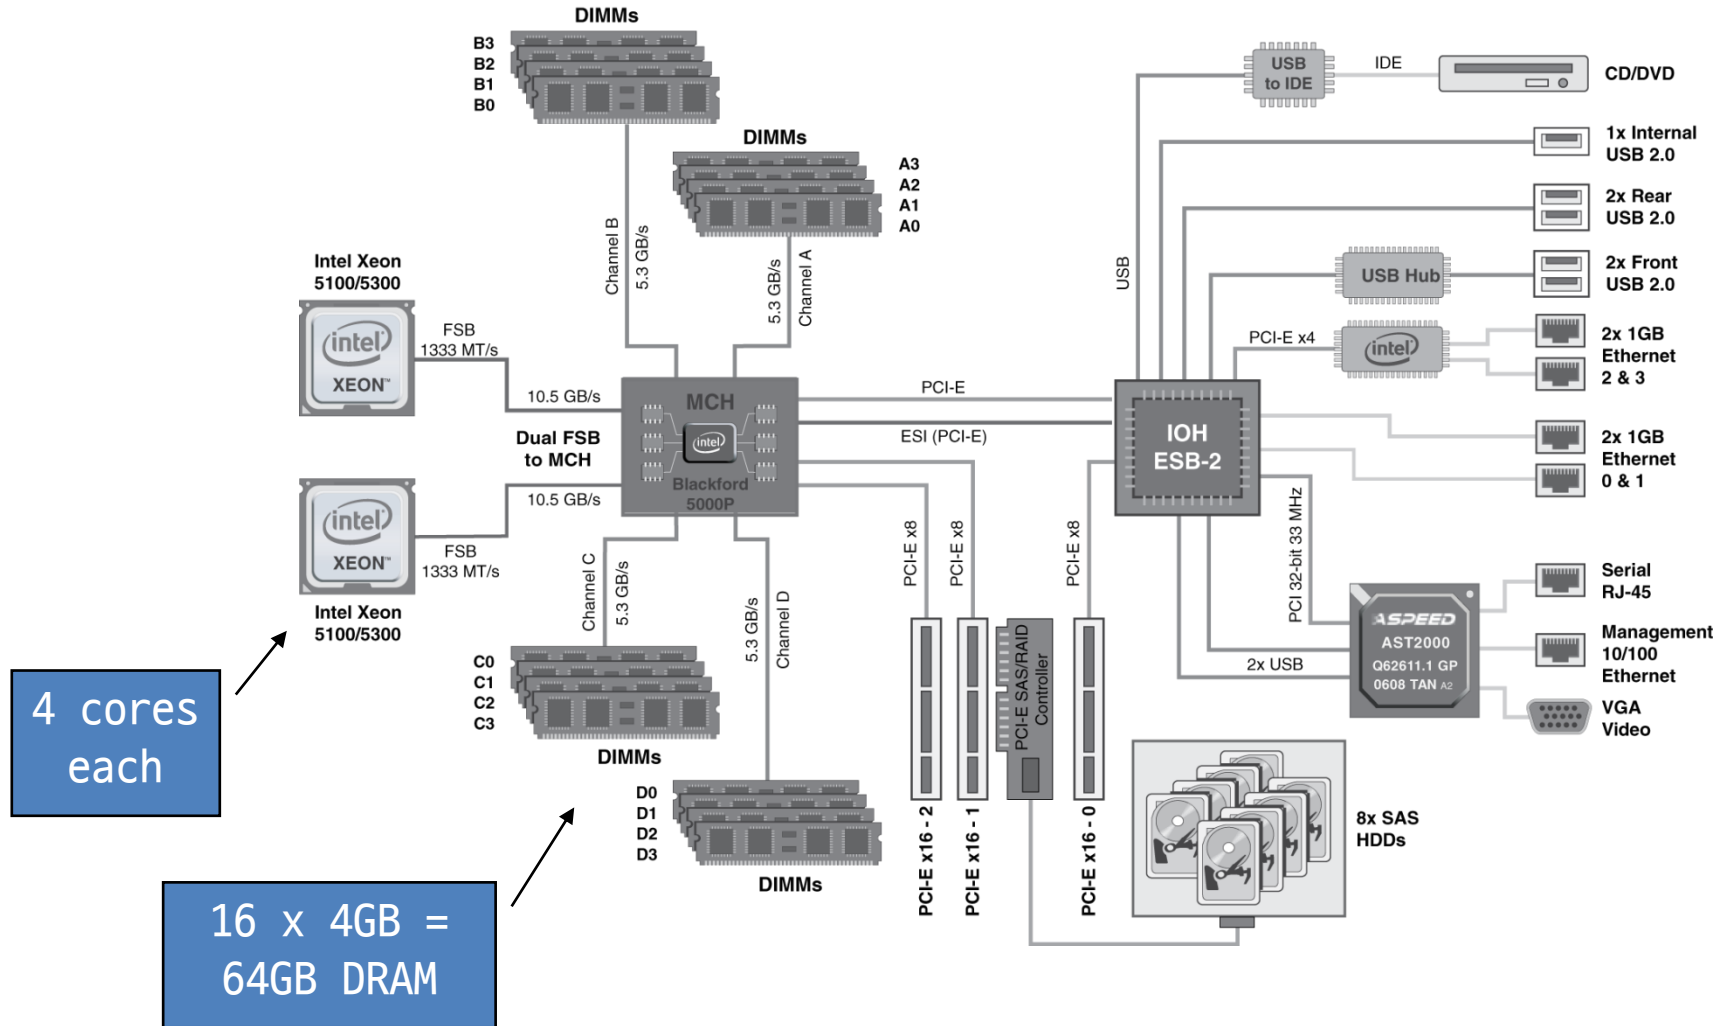 DIMMs
B3
B2
B1
B0
DIMMs
A3
A2
A1
A0
Channel B
5.3 GB/s
5.3 GB/s
Channel A
Intel Xeon
5100/5300
intel
XEON™
FSB
1333 MT/s
10.5 GB/s
Dual FSB
to MCH
10.5 GB/s
intel
XEON™
FSB
1333 MT/s
Intel Xeon
5100/5300
MCH
intel
Blackford
5000P
Channel C
5.3 GB/s
5.3 GB/s
Channel D
C0
C1
C2
C3
DIMMs
D0
D1
D2
D3
DIMMs
4 cores
each
16 x 4GB =
64GB DRAM
PCI-E
ESI (PCI-E)
PCI-E x8
PCI-E x8
PCI-E x8
PCI-E x16 - 2
PCI-E x16 - 1
PCI-E SAS/RAID
Controller
PCI-E x16 - 0
IOH
ESB-2
USB
USB
to IDE
IDE
CD/DVD
1x Internal
USB 2.0
2x Rear
USB 2.0
USB Hub
2x Front
USB 2.0
PCI-E x4
intel
2x 1GB
Ethernet
2 & 3
2x 1GB
Ethernet
0 & 1
PCI 32-bit 33 MHz
2x USB
ASPEED
AST2000
Q62611.1 GP
0608 TAN A2
Serial
RJ-45
Management
10/100
Ethernet
VGA
Video
8x SAS
HDDs